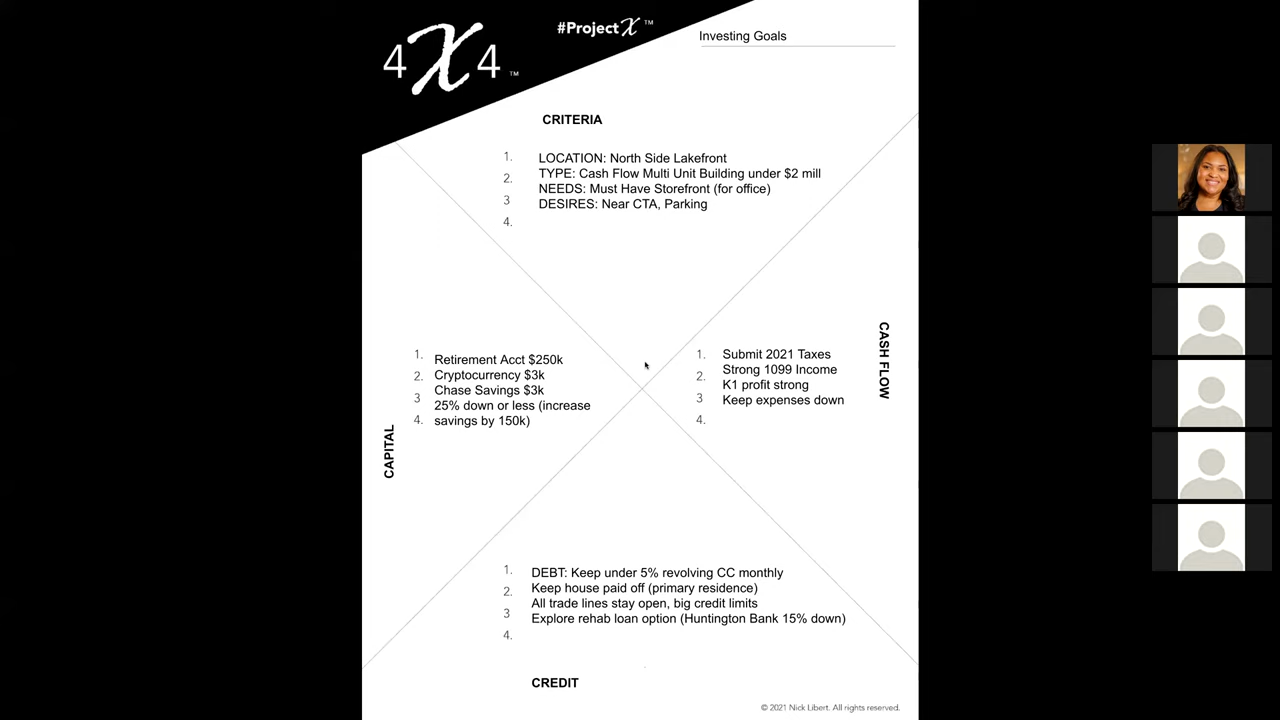 #ProjectX™
4X4™
Investing Goals
CRITERIA
1. LOCATION: North Side Lakefront
2. TYPE: Cash Flow Multi Unit Building under $2 mill
3 NEEDS: Must Have Storefront (for office)
4. DESIRES: Near CTA, Parking
CAPITAL
1. Retirement Acct $250k
2. Cryptocurrency $3k
Chase Savings $3k
3 25% down or less (increase
4. savings by 150k)
CASH FLOW
1. Submit 2021 Taxes
2. Strong 1099 Income
K1 profit strong
3 Keep expenses down
4.
1. DEBT: Keep under 5% revolving CC monthly
2. Keep house paid off (primary residence)
3 All trade lines stay open, big credit limits
4. Explore rehab loan option (Huntington Bank 15% down)
CREDIT
© 2021 Nick Libert. All rights reserved.